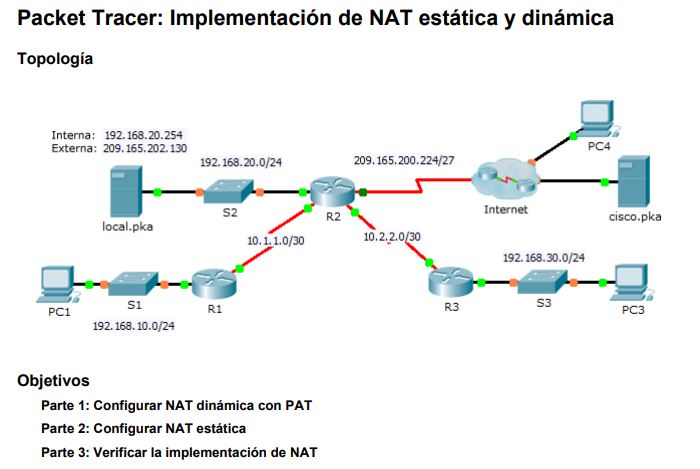 Packet Tracer: Implementación de NAT estática y dinámica
Topología
Interna: 192.168.20.254
Externa: 209.165.202.130
192.168.20.0/24
209.165.200.224/27
PC4
local.pka
S2
R2
Internet
cisco.pka
10.1.1.0/30
10.2.2.0/30
192.168.30.0/24
PC1
S1
R1
R3
S3
PC3
192.168.10.0/24
Objetivos
Parte 1: Configurar NAT dinámica con PAT
Parte 2: Configurar NAT estática
Parte 3: Verificar la implementación de NAT